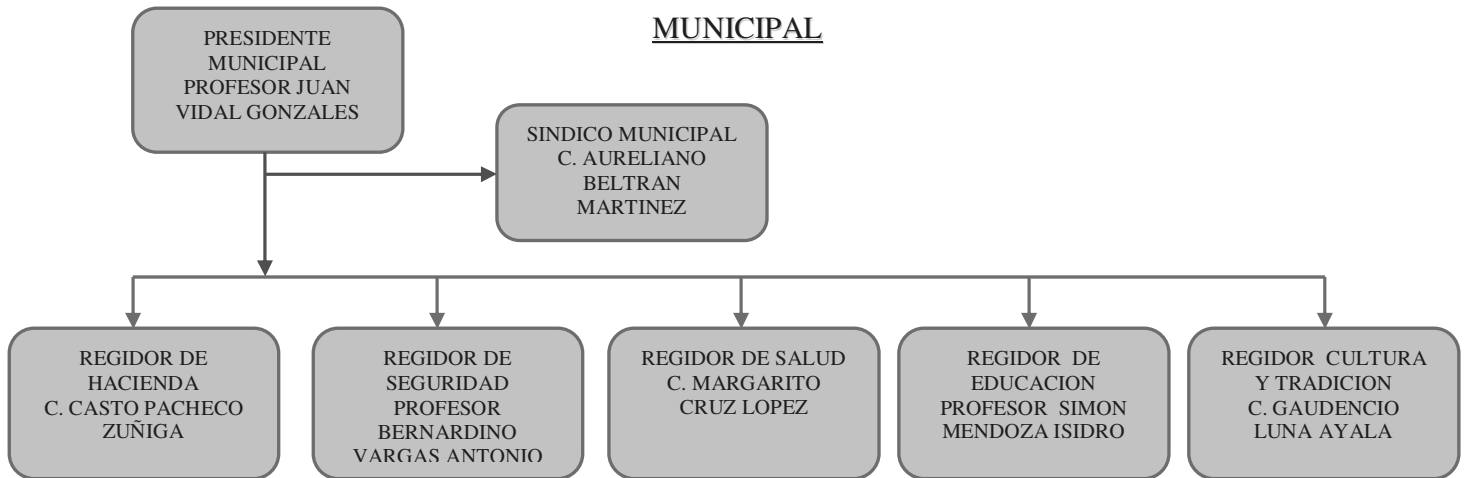 MUNICIPAL
PRESIDENTE
MUNICIPAL
PROFESOR JUAN
VIDAL GONZALES
SINDICO MUNICIPAL
C. AURELIANO
BELTRAN
MARTINEZ
REGIDOR DE
HACIENDA
C. CASTO PACHECO
ZUÑIGA
REGIDOR DE
SEGURIDAD
PROFESOR
BERNARDINO
VARGAS ANTONIO
REGIDOR DE SALUD
C. MARGARITO
CRUZ LOPEZ
REGIDOR DE
EDUCACION
PROFESOR SIMON
MENDOZA ISIDRO
REGIDOR CULTURA
Y TRADICION
C. GAUDENCIO
LUNA AYALA